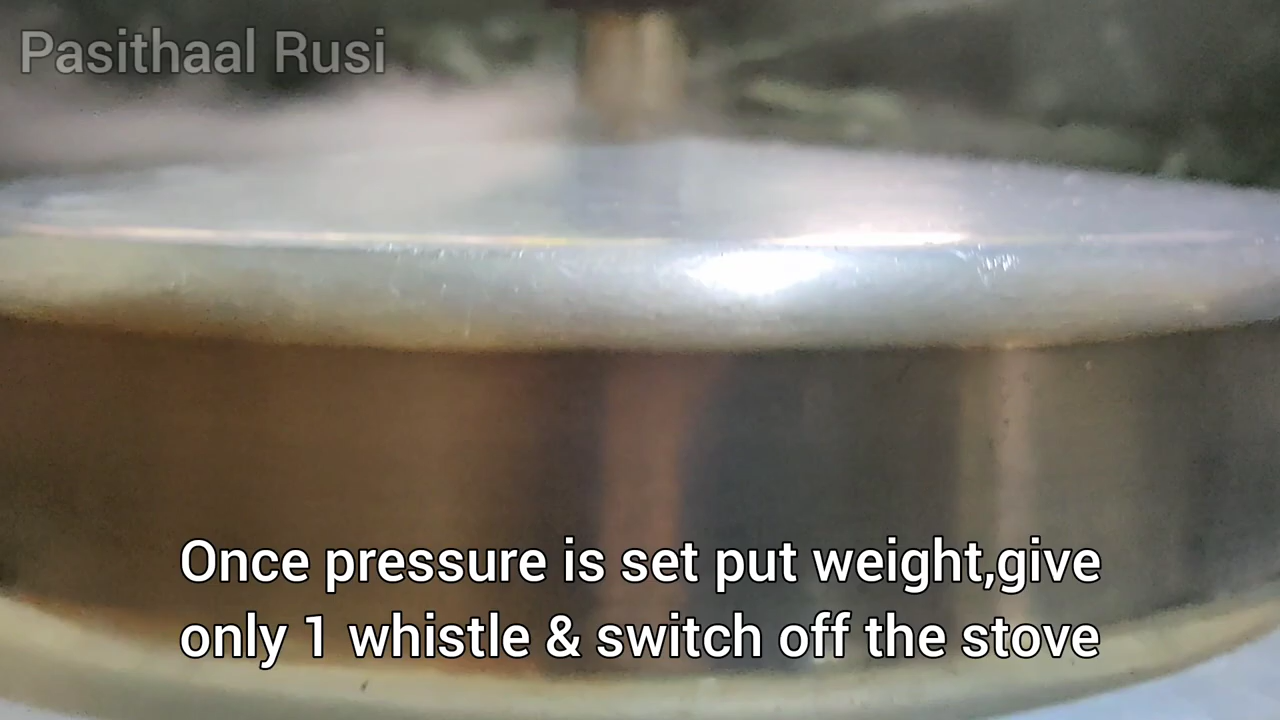 Pasithaal Rusi
Once pressure is set put weight,give
only 1 whistle & switch off the stove